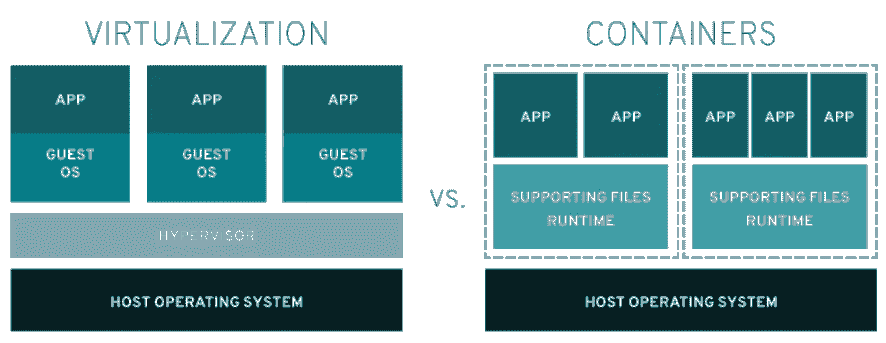 VIRTUALIZATION
APP
APP
APP
GUEST
OS
GUEST
OS
GUEST
OS
HYPERVISOR
HOST OPERATING SYSTEM
VS.
CONTAINERS
APP
APP
APP
APP
APP
SUPPORTING FILES
RUNTIME
SUPPORTING FILES
RUNTIME
HOST OPERATING SYSTEM